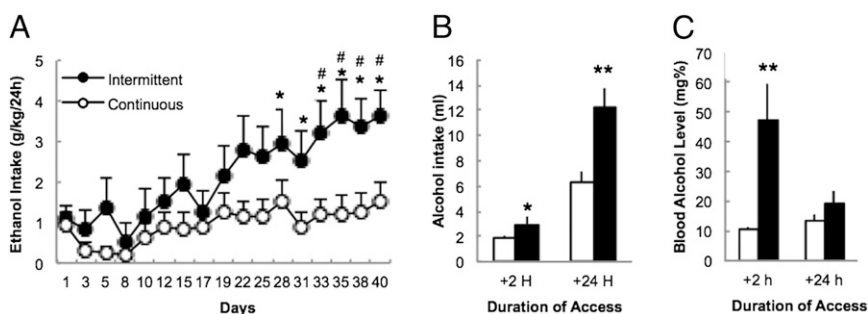 A
Ethanol Intake (g/kg/24h)
5
4
3
2
1
0
Intermittent
Continuous
* # * # * # * # * *
1 3 5 8 10 12 15 17 19 22 25 28 31 33 35 38 40
Days
B
Alcohol intake (ml)
16
14
12
10
8
6
4
2
0
*
**
+2 H +24 H
Duration of Access
C
Blood Alcohol Level (mg%)
70
60
50
40
30
20
10
0
**
+2 h +24 h
Duration of Access